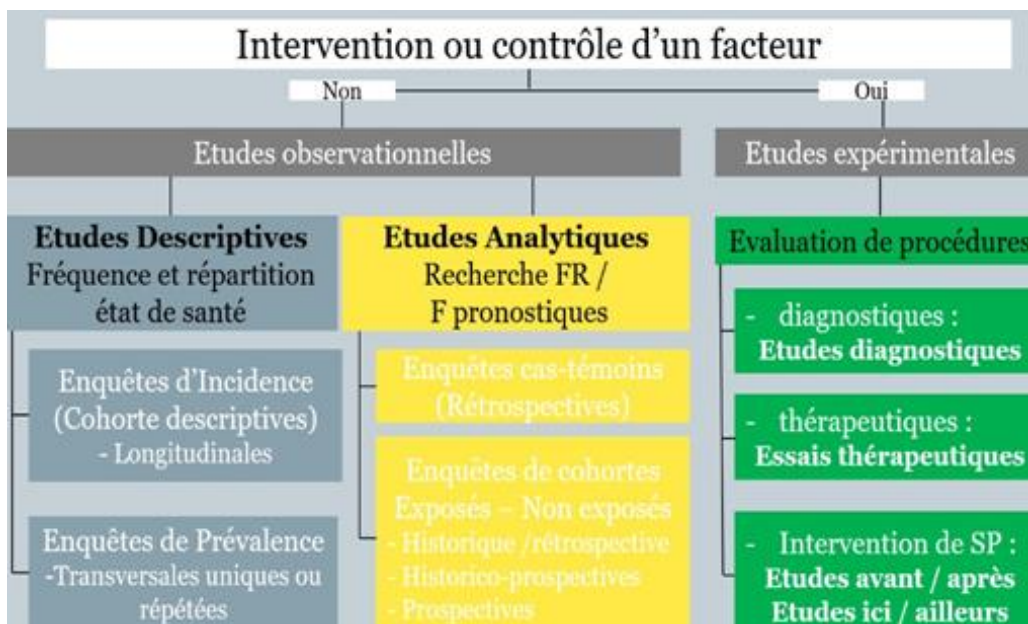 Intervention ou contrôle d'un facteur
Non
Oui
Etudes observationnelles
Etudes expérimentales
Etudes Descriptives
Fréquence et répartition
état de santé
Enquêtes d'Incidence
(Cohorte descriptives)
- Longitudinales
Enquêtes de Prévalence
-Transversales uniques ou
répétées
Etudes Analytiques
Recherche FR /
F pronostiques
Enquêtes cas-témoins
(Rétrospectives)
Enquêtes de cohortes
Exposés – Non exposés
- Historique /rétrospective
- Historico-prospectives
- Prospectives
Evaluation de procédures
- diagnostiques :
Etudes diagnostiques
- thérapeutiques :
Essais thérapeutiques
- Intervention de SP :
Etudes avant / après
Etudes ici / ailleurs